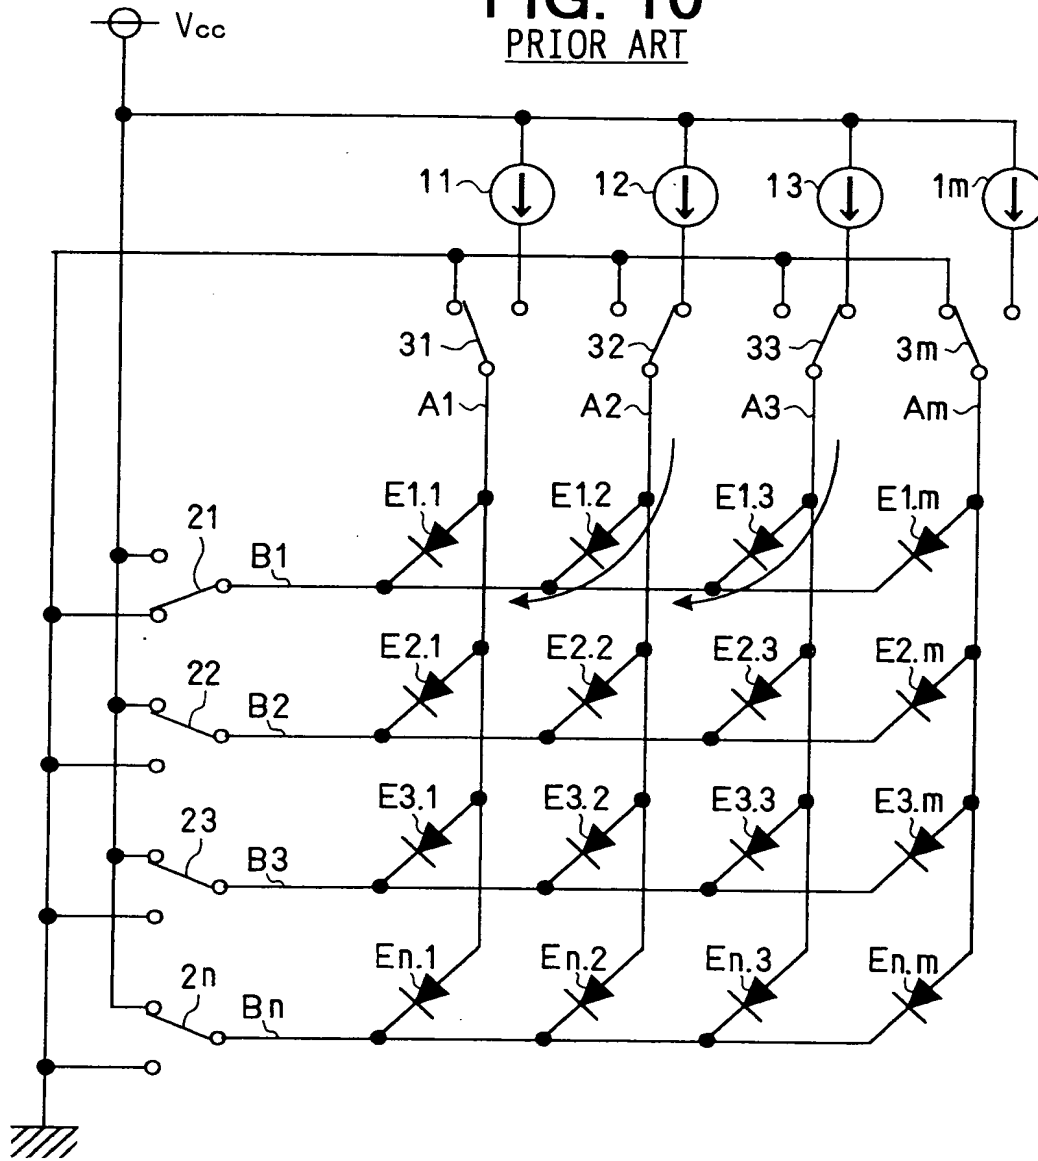 FIG. 10
PRIOR ART
Vcc
11 12 13 1m
31 32 33 3m
A1 A2 A3 Am
E1.1 E1.2 E1.3 E1.m
21 B1
E2.1 E2.2 E2.3 E2.m
22 B2
E3.1 E3.2 E3.3 E3.m
23 B3
En.1 En.2 En.3 En.m
2n Bn